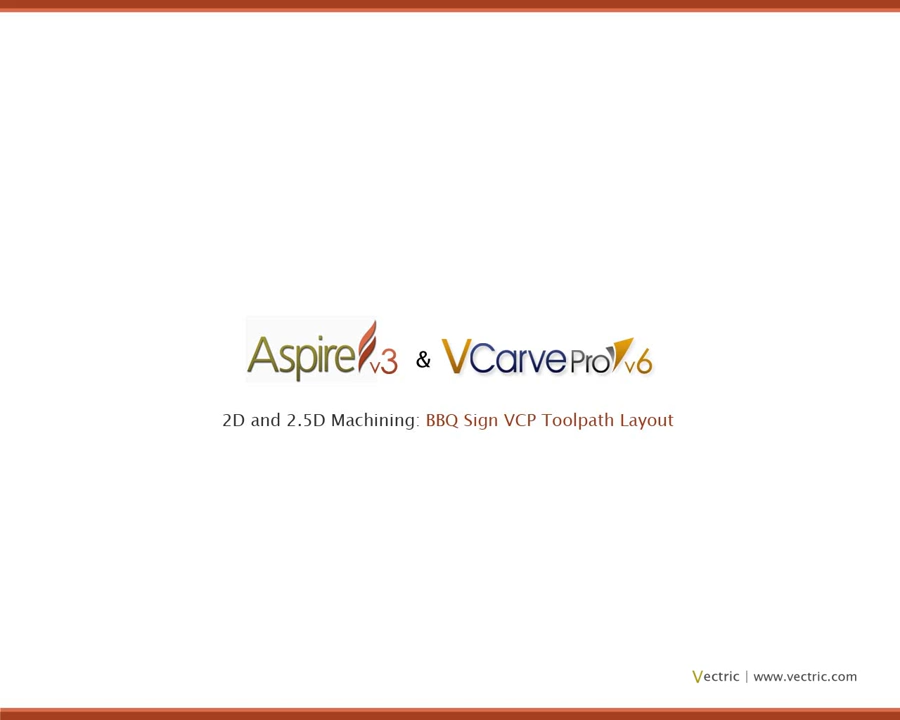 Aspire v3 & VCarve Pro v6
2D and 2.5D Machining: BBQ Sign VCP Toolpath Layout
Vectric | www.vectric.com